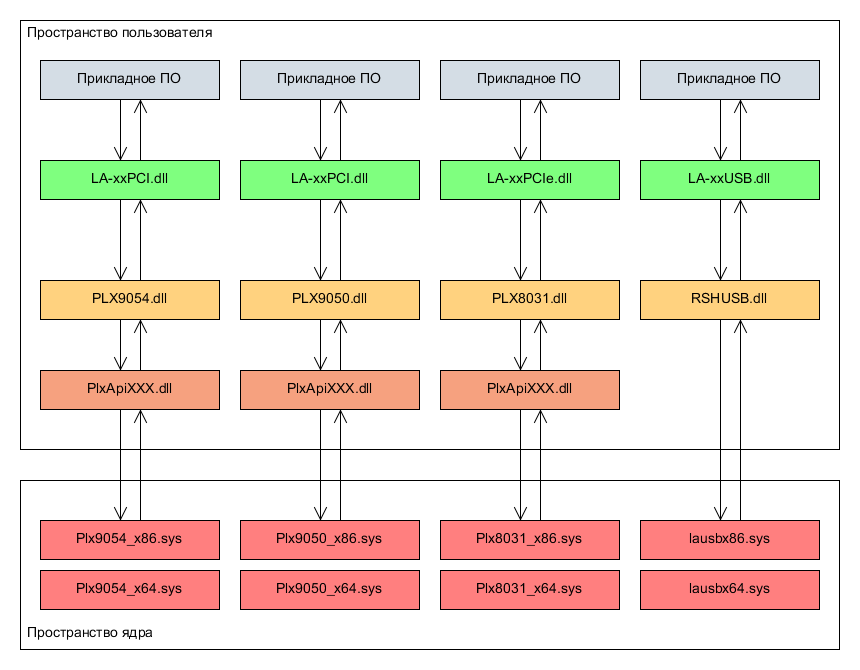 Пространство пользователя
Прикладное ПО Прикладное ПО Прикладное ПО Прикладное ПО
LA-xxPCI.dll LA-xxPCI.dll LA-xxPCIe.dll LA-xxUSB.dll
PLX9054.dll PLX9050.dll PLX8031.dll RSHUSB.dll
PlxApiXXX.dll PlxApiXXX.dll PlxApiXXX.dll
Plx9054_x86.sys Plx9050_x86.sys Plx8031_x86.sys lausbx86.sys
Plx9054_x64.sys Plx9050_x64.sys Plx8031_x64.sys lausbx64.sys
Пространство ядра